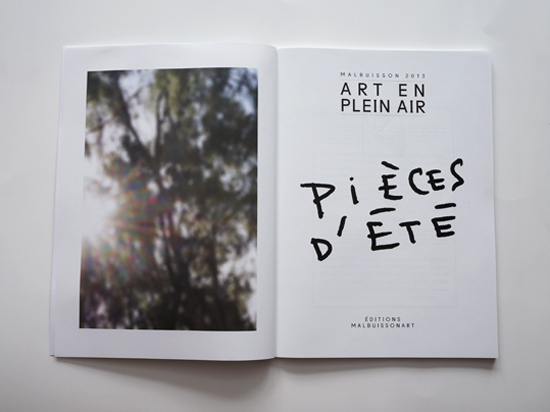 MALBUISSON 2013
ART EN
PLEIN AIR
PiÈCES
D'ÉTÉ
ÉDITIONS
MALBUISSONART